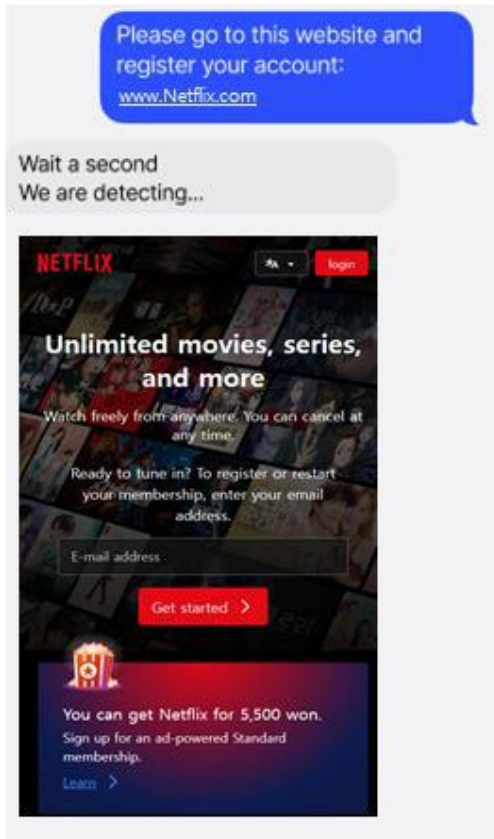 Please go to this website and
register your account:
www.Netflix.com
Wait a second
We are detecting...
NETFLIX
login
Unlimited movies, series,
and more
Watch freely from anywhere. You can cancel at
any time.
Ready to tune in? To register or restart
your membership, enter your email
address.
E-mail address
Get started
You can get Netflix for 5,500 won.
Sign up for an ad-powered Standard
membership.
Learn